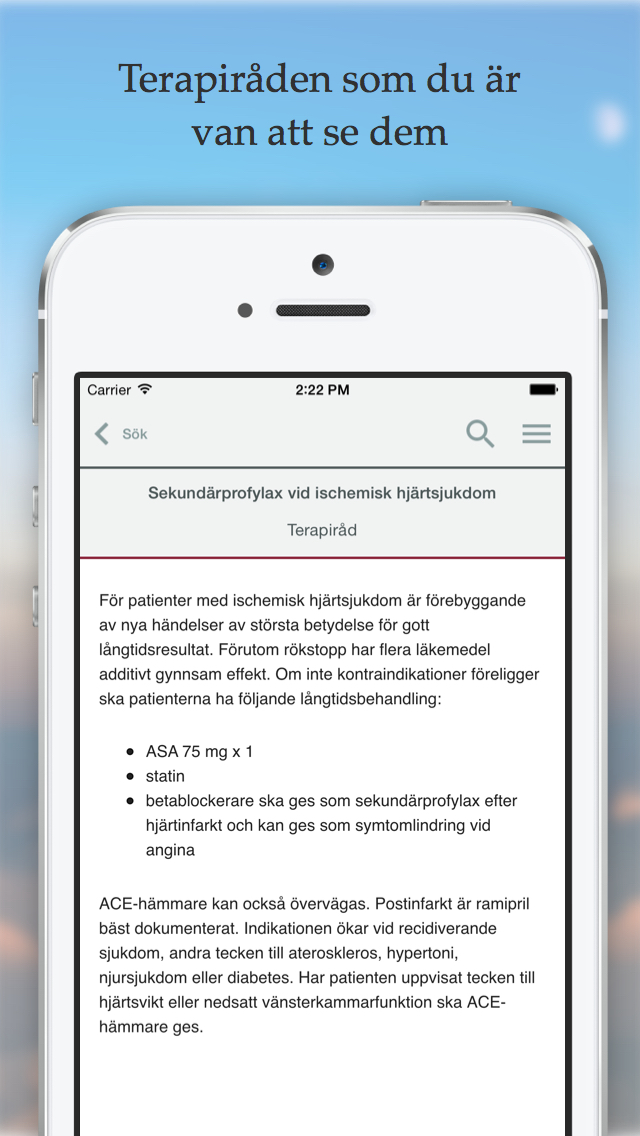 Terapiråden som du är
van att se dem
Carrier 2:22 PM
Sök
Sekundärprofylax vid ischemisk hjärtsjukdom
Terapiråd
För patienter med ischemisk hjärtsjukdom är förebyggande
av nya händelser av största betydelse för gott
långtidsresultat. Förutom rökstopp har flera läkemedel
additivt gynnsam effekt. Om inte kontraindikationer föreligger
ska patienterna ha följande långtidsbehandling:
• ASA 75 mg x 1
• statin
• betablockerare ska ges som sekundärprofylax efter
hjärtinfarkt och kan ges som symtomlindring vid
angina
ACE-hämmare kan också övervägas. Postinfarkt är ramipril
bäst dokumenterat. Indikationen ökar vid recidiverande
sjukdom, andra tecken till ateroskleros, hypertoni,
njursjukdom eller diabetes. Har patienten uppvisat tecken till
hjärtsvikt eller nedsatt vänsterkammarfunktion ska ACE-
hämmare ges.